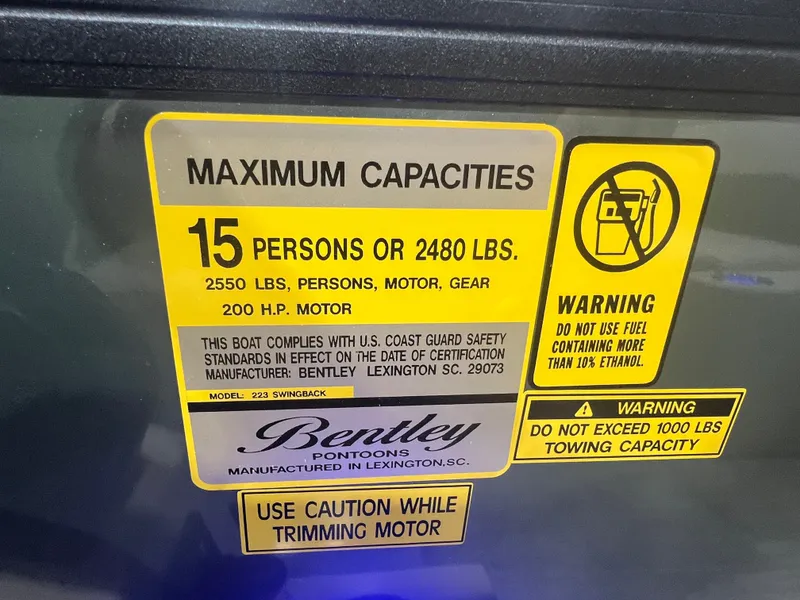 MAXIMUM CAPACITIES
15 PERSONS OR 2480 LBS.
2550 LBS, PERSONS, MOTOR, GEAR
200 H.P. MOTOR
THIS BOAT COMPLIES WITH U.S. COAST GUARD SAFETY
STANDARDS IN EFFECT ON THE DATE OF CERTIFICATION
MANUFACTURER: BENTLEY LEXINGTON SC. 29073
MODEL: 223 SWINGBACK
Bentley
PONTOONS
MANUFACTURED IN LEXINGTON,SC.
WARNING
DO NOT USE FUEL
CONTAINING MORE
THAN 10% ETHANOL.
WARNING
DO NOT EXCEED 1000 LBS
TOWING CAPACITY
USE CAUTION WHILE
TRIMMING MOTOR